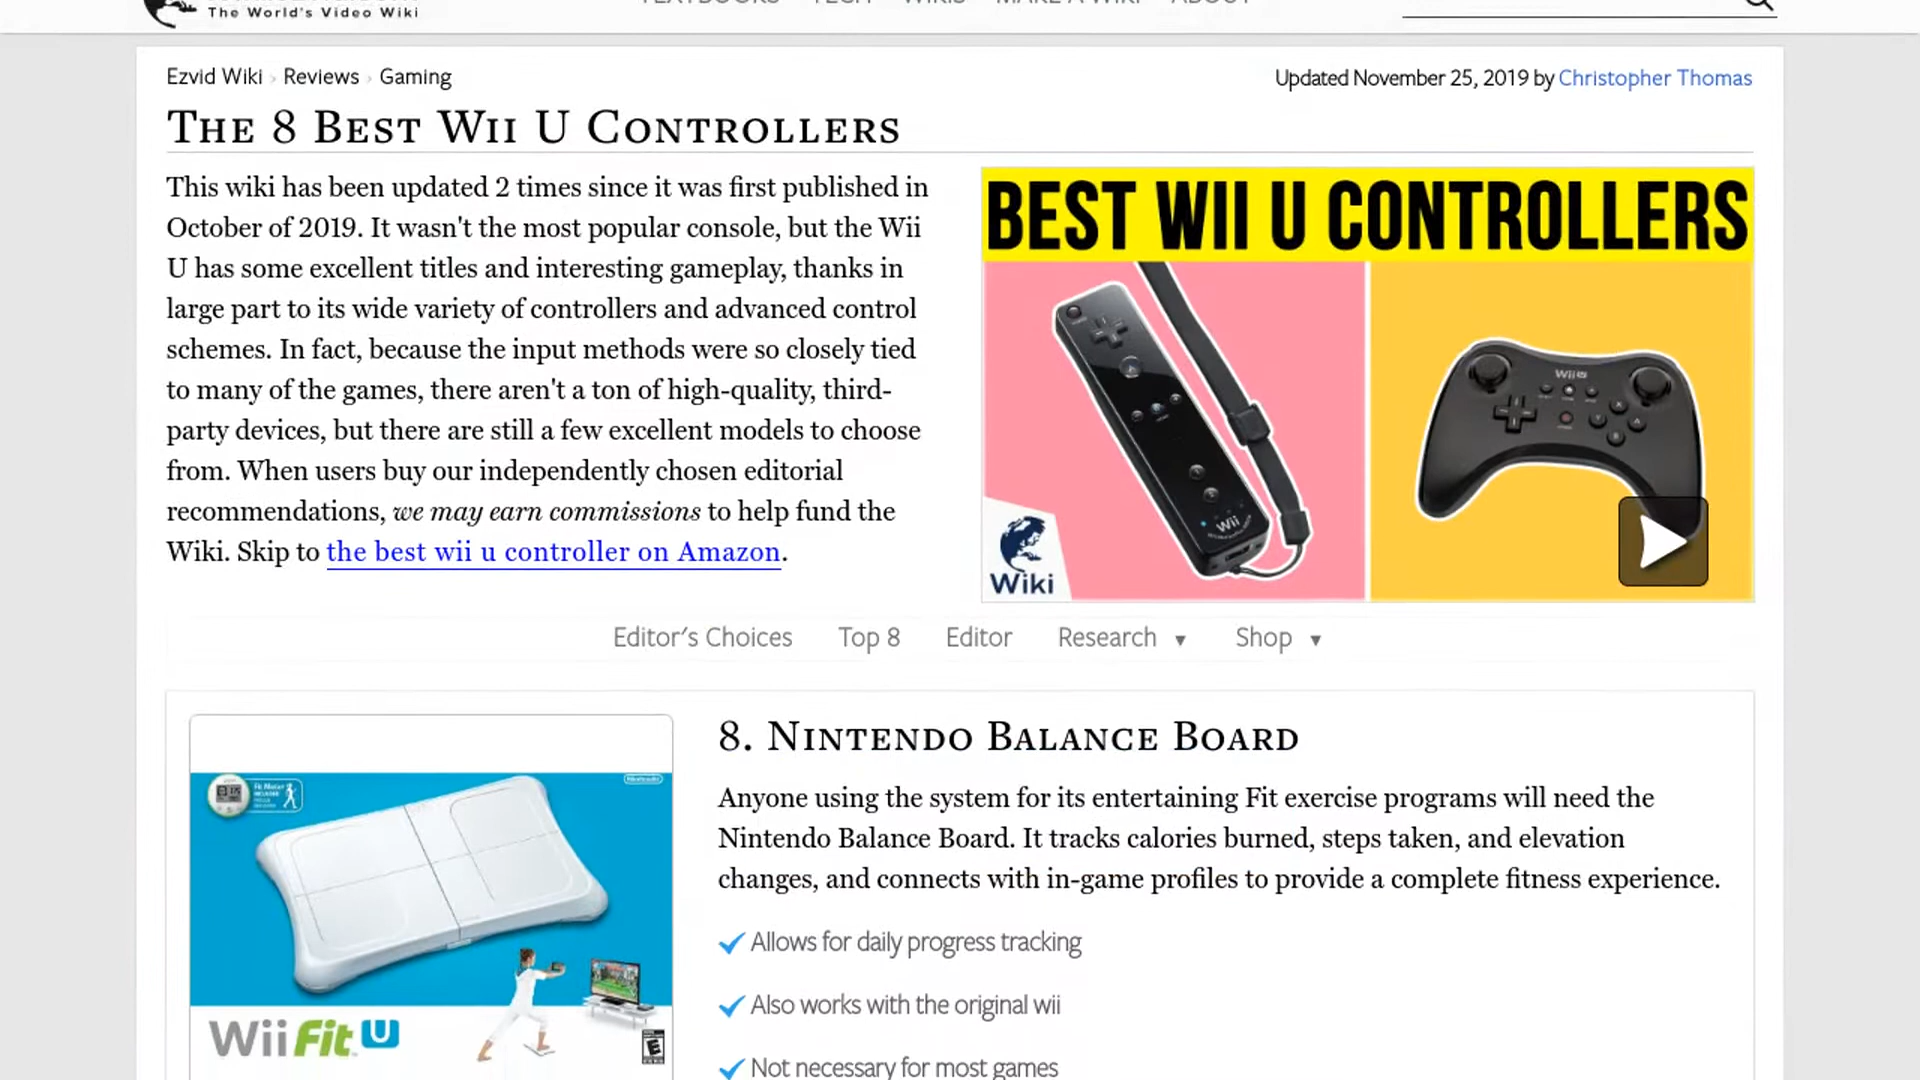 The World's Video Wiki
TEXTBOOKS TECH WIKIS MAKE A WIKI ABOUT
Ezvid Wiki › Reviews › Gaming
Updated November 25, 2019 by Christopher Thomas
The 8 Best Wii U Controllers
This wiki has been updated 2 times since it was first published in
October of 2019. It wasn't the most popular console, but the Wii
U has some excellent titles and interesting gameplay, thanks in
large part to its wide variety of controllers and advanced control
schemes. In fact, because the input methods were so closely tied
to many of the games, there aren't a ton of high-quality, third-
party devices, but there are still a few excellent models to choose
from. When users buy our independently chosen editorial
recommendations, we may earn commissions to help fund the
Wiki. Skip to the best wii u controller on Amazon.
BEST WII U CONTROLLERS
Wii U
Wii
Wiki
Editor's Choices Top 8 Editor Research ▼ Shop ▼
8. Nintendo Balance Board
Anyone using the system for its entertaining Fit exercise programs will need the
Nintendo Balance Board. It tracks calories burned, steps taken, and elevation
changes, and connects with in-game profiles to provide a complete fitness experience.
Allows for daily progress tracking
Also works with the original wii
Not necessary for most games
Fit Meter
Nintendo
Wii Fit U
E